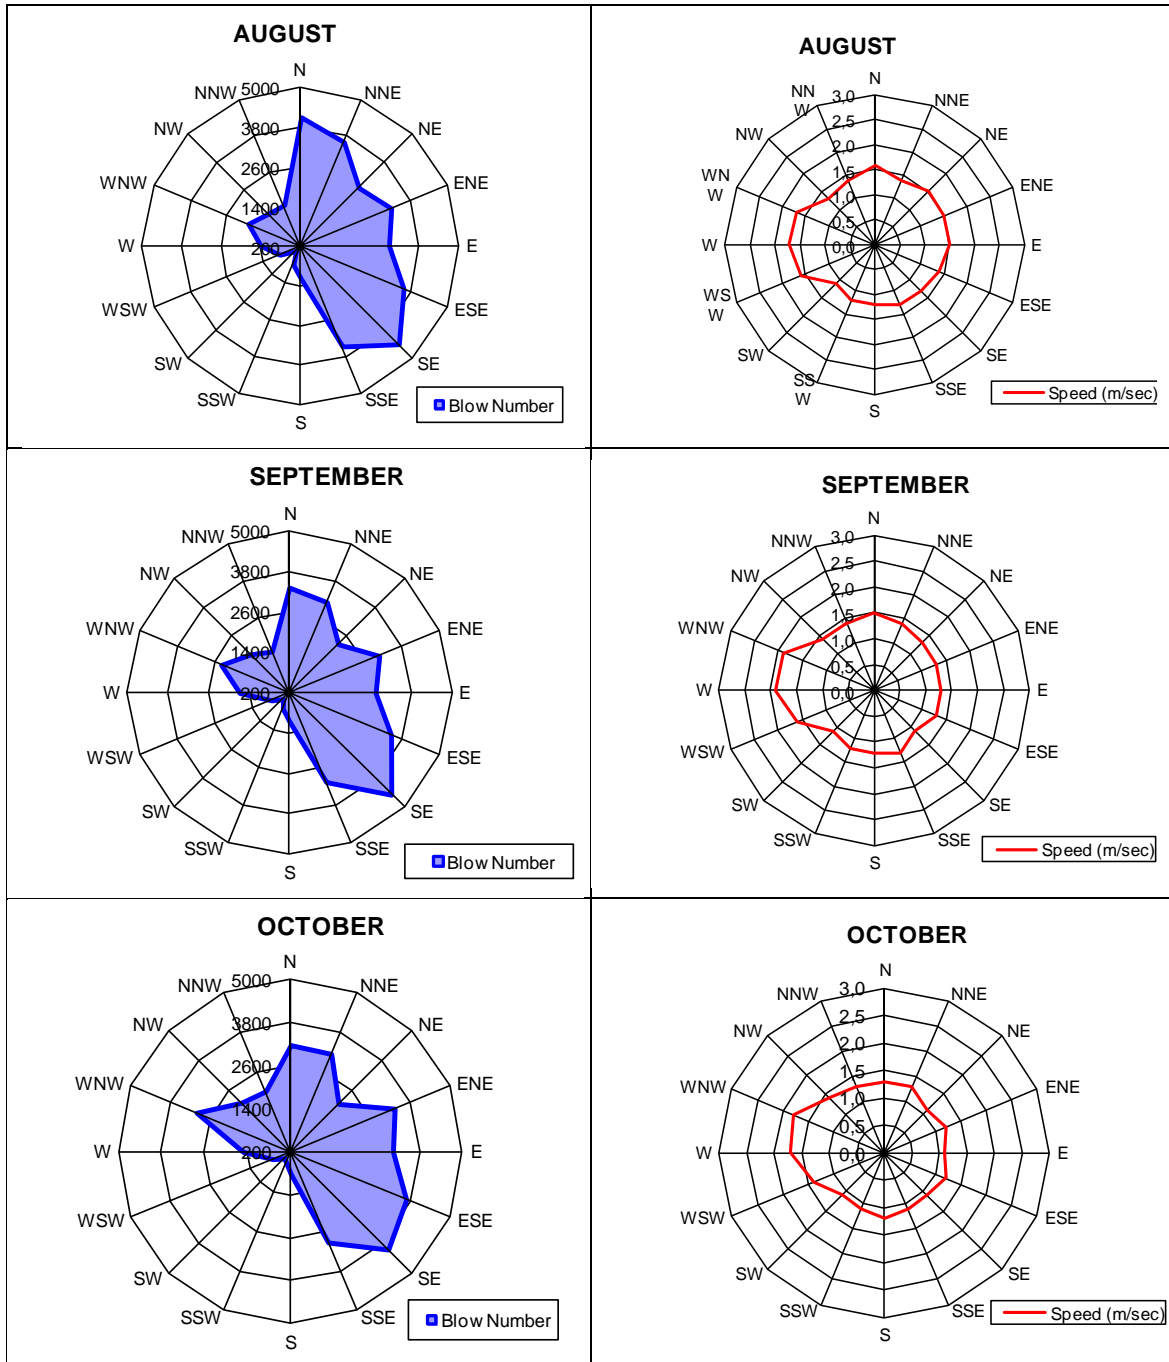 AUGUST
N
NNE
NE
ENE
E
ESE
SE
SSE
S
SSW
SW
WSW
W
WNW
NW
NNW
5000
3800
2600
1400
200
Blow Number
AUGUST
N
NNE
NE
ENE
E
ESE
SE
SSE
S
SS
W
SW
WS
W
W
WN
W
NW
NN
W
3,0
2,5
2,0
1,5
1,0
0,5
0,0
Speed (m/sec)
SEPTEMBER
N
NNE
NE
ENE
E
ESE
SE
SSE
S
SSW
SW
WSW
W
WNW
NW
NNW
5000
3800
2600
1400
200
Blow Number
SEPTEMBER
N
NNE
NE
ENE
E
ESE
SE
SSE
S
SSW
SW
WSW
W
WNW
NW
NNW
3,0
2,5
2,0
1,5
1,0
0,5
0,0
Speed (m/sec)
OCTOBER
N
NNE
NE
ENE
E
ESE
SE
SSE
S
SSW
SW
WSW
W
WNW
NW
NNW
5000
3800
2600
1400
200
Blow Number
OCTOBER
N
NNE
NE
ENE
E
ESE
SE
SSE
S
SSW
SW
WSW
W
WNW
NW
NNW
3,0
2,5
2,0
1,5
1,0
0,5
0,0
Speed (m/sec)